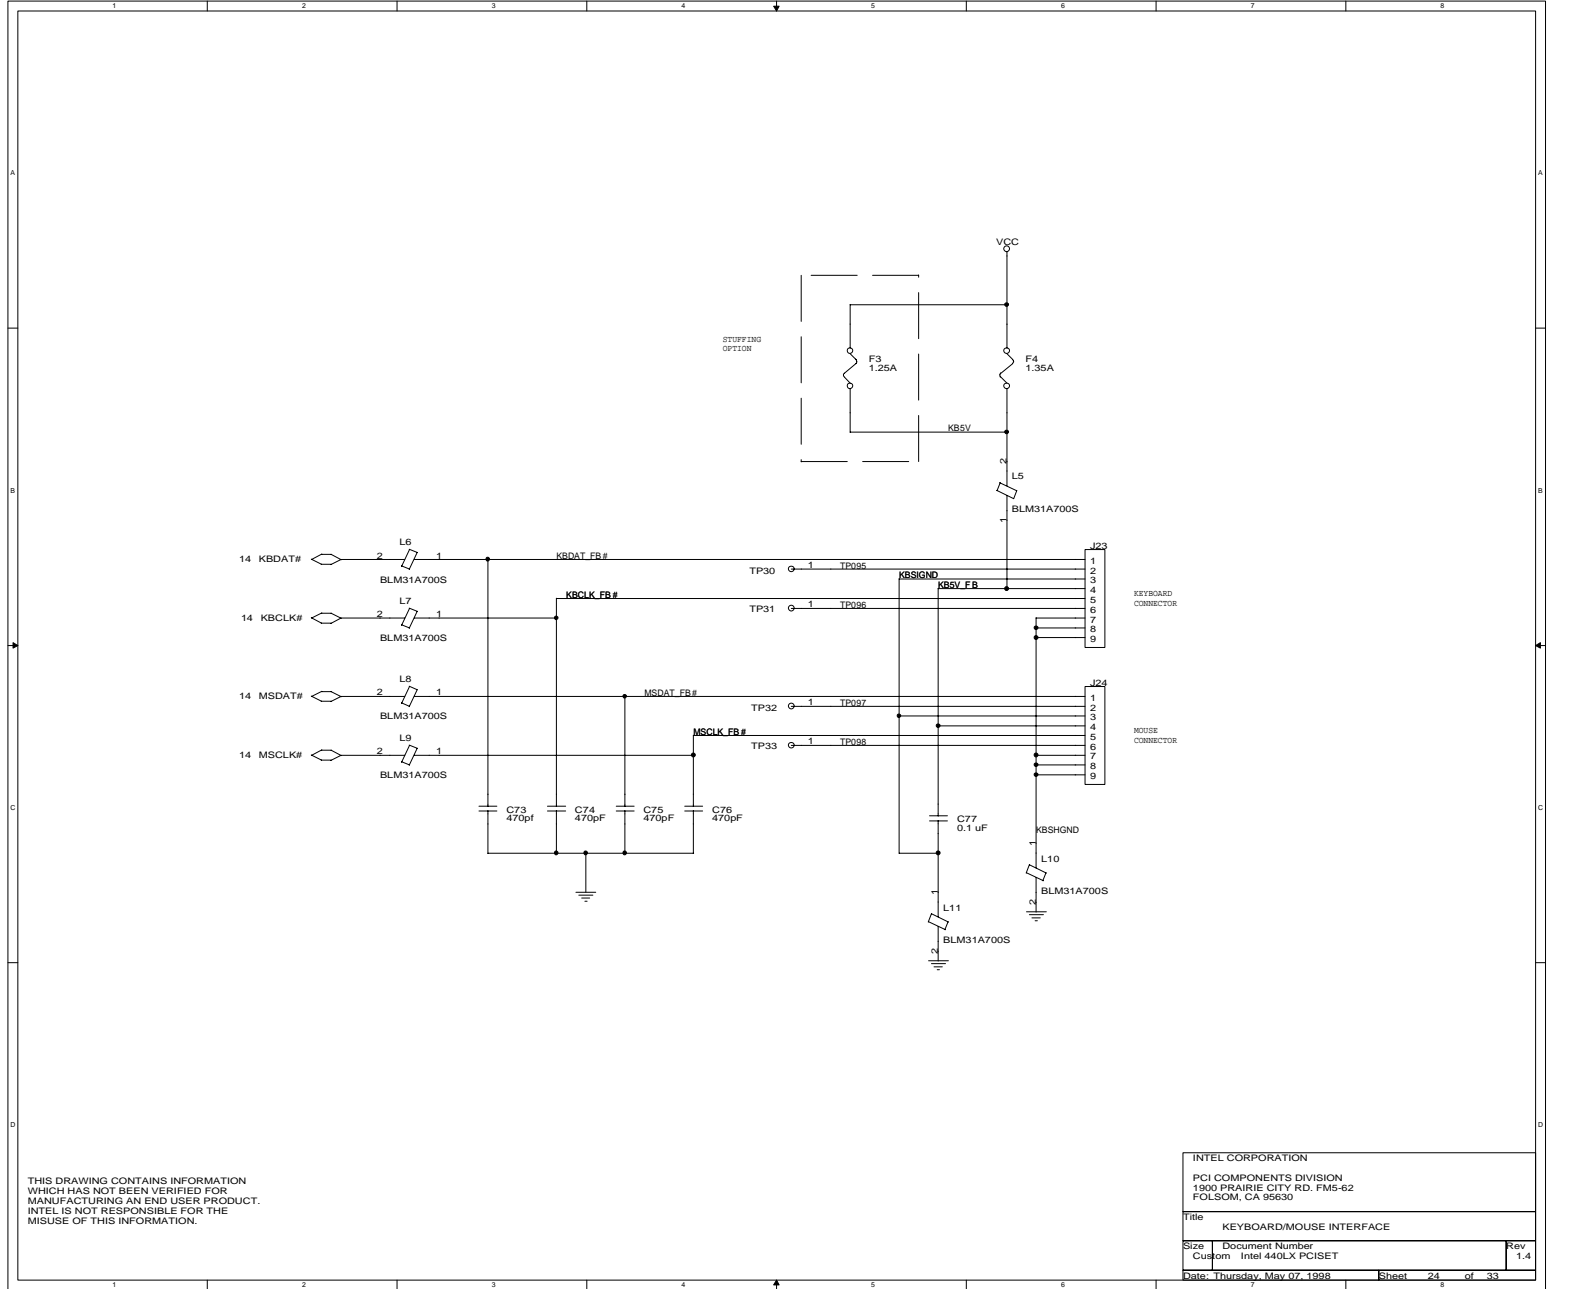 1 2 3 4 5 6 7 8
A A
VCC
STUFFING
OPTION
F3
1.25A
F4
1.35A
KB5V
2
L5
B B
BLM31A700S
1
14 KBDAT#
2
L6
1
BLM31A700S
KBDAT_FB#
J23
TP30
1
TP095
KBSIGND
KB5V_FB
1
2
3
4
5
6
7
8
9
KEYBOARD
CONNECTOR
14 KBCLK#
2
L7
1
BLM31A700S
KBCLK_FB#
TP31
1
TP096
14 MSDAT#
2
L8
1
BLM31A700S
MSDAT_FB#
J24
TP32
1
TP097
1
2
3
4
5
6
7
8
9
MOUSE
CONNECTOR
14 MSCLK#
2
L9
1
BLM31A700S
MSCLK_FB#
TP33
1
TP098
C C
C73
470pf
C74
470pF
C75
470pF
C76
470pF
C77
0.1 uF
KBSHGND
1
L10
BLM31A700S
2
1
L11
BLM31A700S
2
D D
THIS DRAWING CONTAINS INFORMATION
WHICH HAS NOT BEEN VERIFIED FOR
MANUFACTURING AN END USER PRODUCT.
INTEL IS NOT RESPONSIBLE FOR THE
MISUSE OF THIS INFORMATION.
INTEL CORPORATION
PCI COMPONENTS DIVISION
1900 PRAIRIE CITY RD. FM5-62
FOLSOM, CA 95630
Title
KEYBOARD/MOUSE INTERFACE
Size Document Number Rev
Custom Intel 440LX PCISET 1.4
Date: Thursday, May 07, 1998 Sheet 24 of 33
1 2 3 4 5 6 7 8